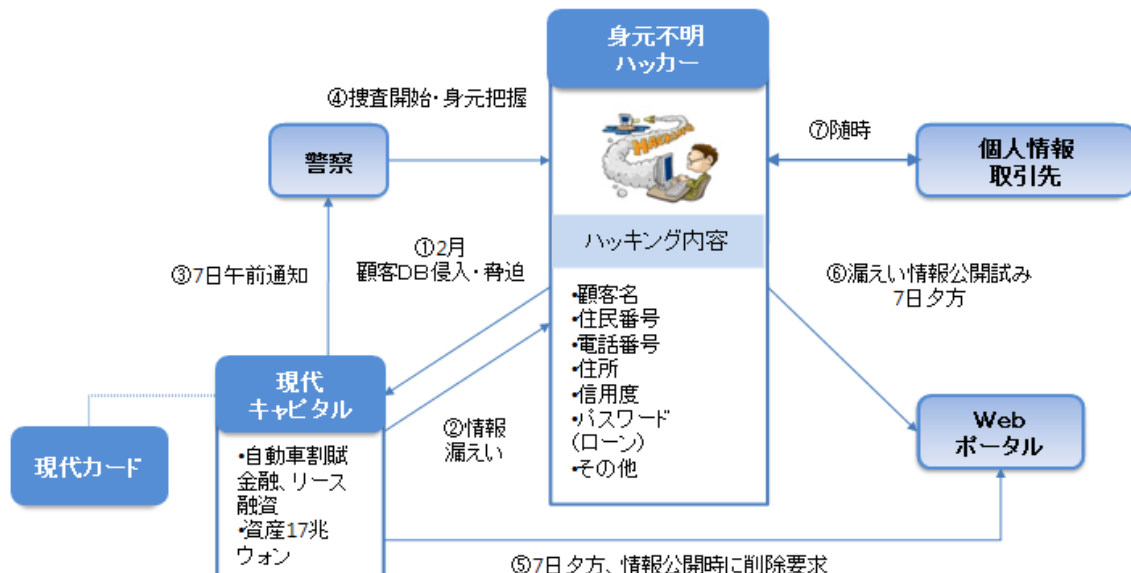 身元不明
ハッカー
④捜査開始・身元把握
HACKING
⑦随時
警察
個人情報
取引先
ハッキング内容
①2月
顧客DB侵入・脅迫
③7日午前通知
⑥漏えい情報公開試み
7日夕方
•顧客名
•住民番号
•電話番号
•住所
•信用度
•パスワード
(ローン)
•その他
現代
キャピタル
②情報
漏えい
Web
ポータル
現代カード
•自動車割賦
金融、リース
融資
•資産17兆
ウォン
⑤7日夕方、情報公開時に削除要求